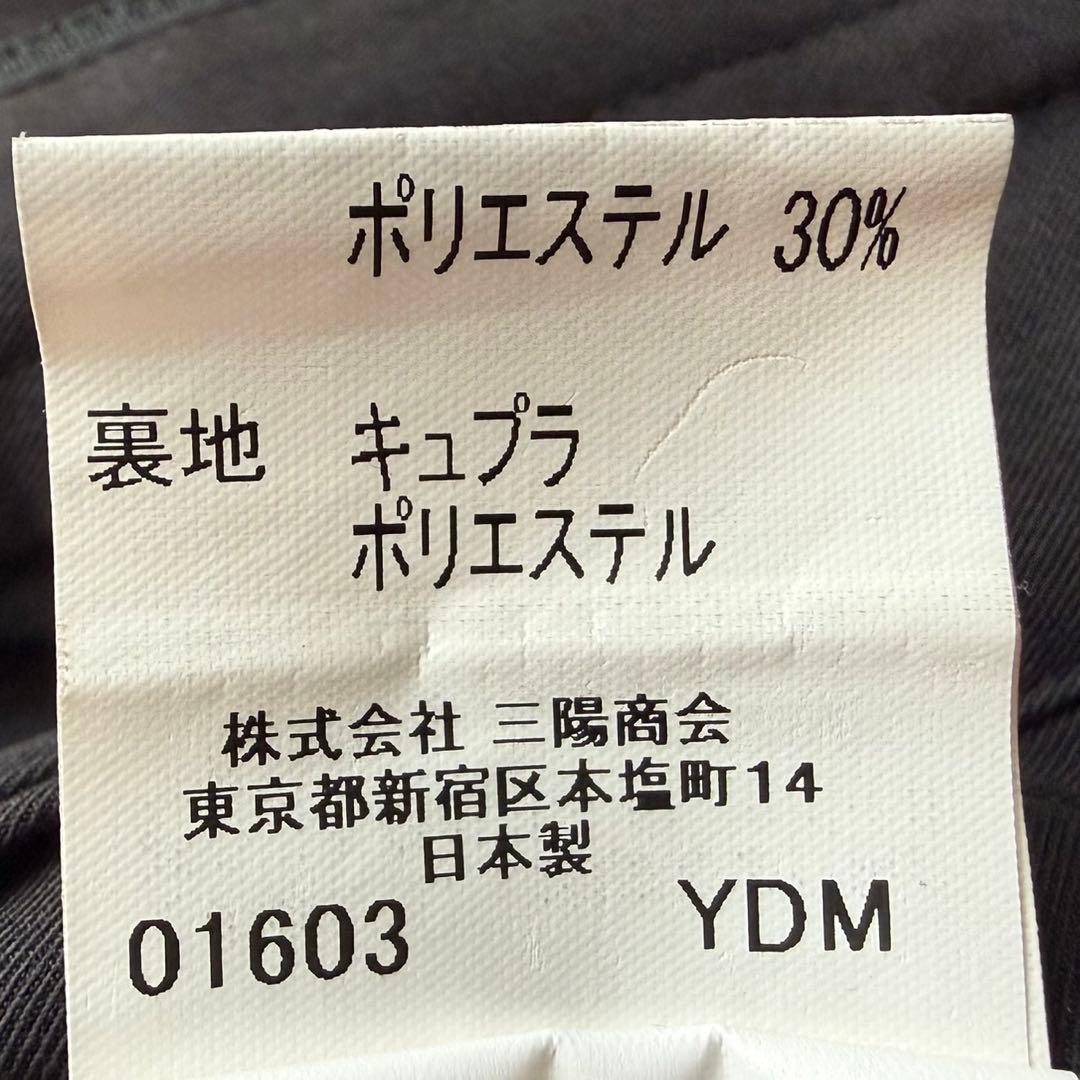 ポリエステル 30%
裏地 キュプラ
ポリエステル
株式会社 三陽商会
東京都新宿区本塩町14
日本製
01603 YDM